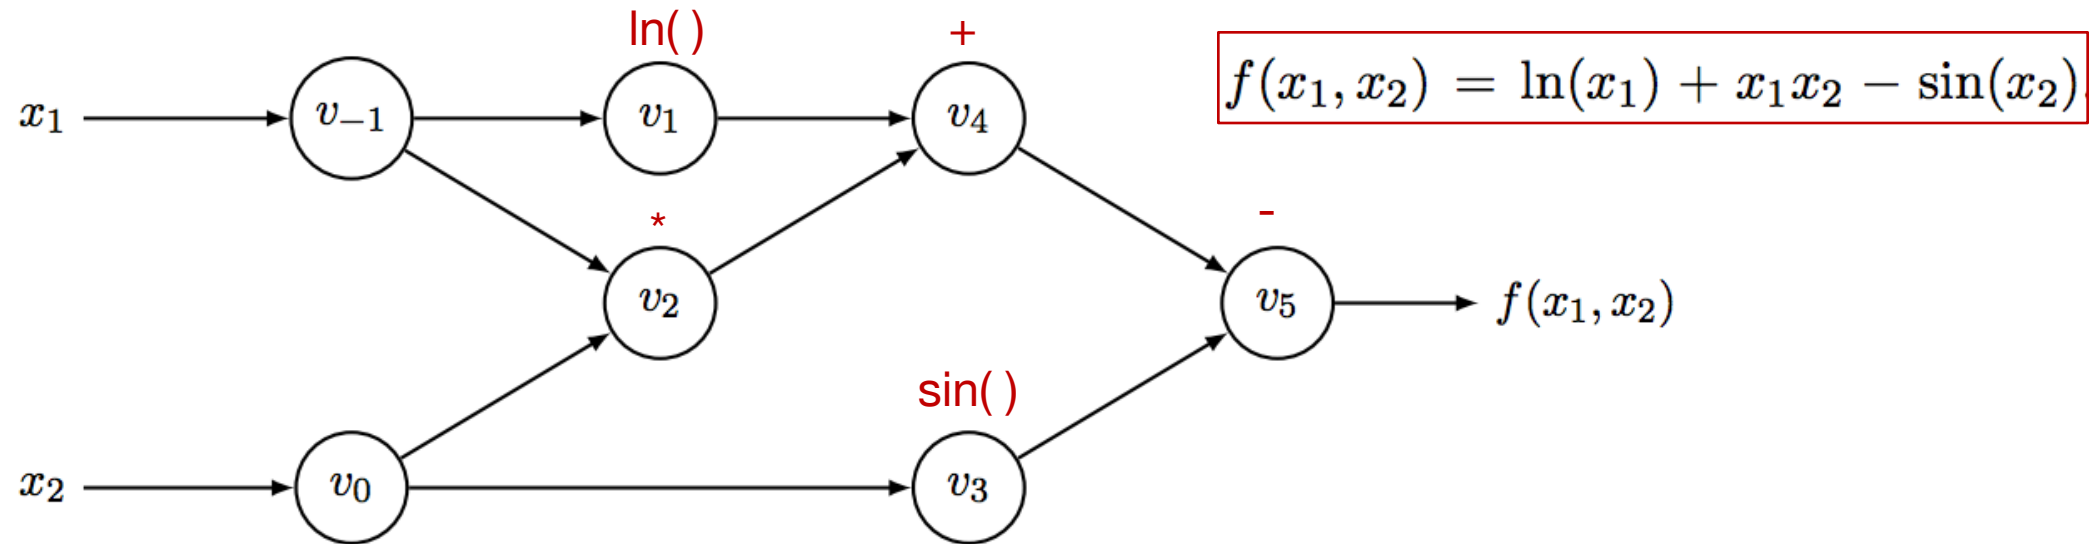 ln( )
+
x₁
v₋₁
v₁
v₄
f(x₁, x₂) = ln(x₁) + x₁x₂ − sin(x₂)
*
-
v₂
v₅
f(x₁, x₂)
sin( )
x₂
v₀
v₃